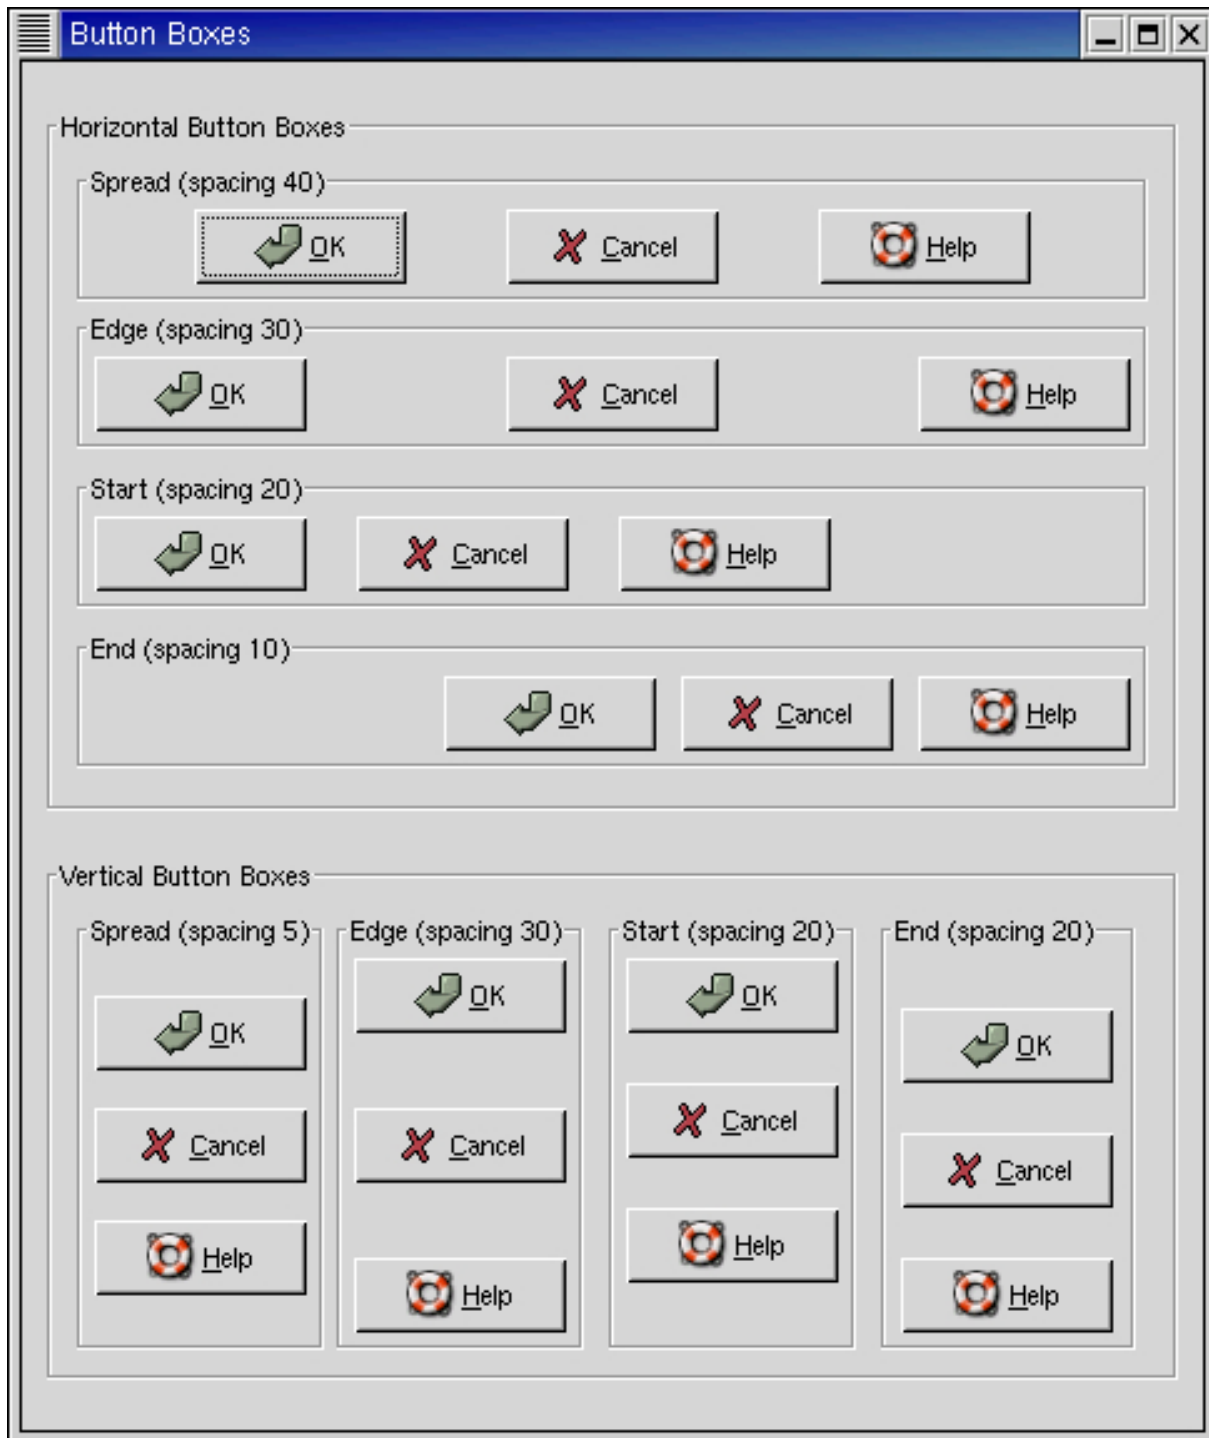 Button Boxes
Horizontal Button Boxes
Spread (spacing 40)
OK Cancel Help
Edge (spacing 30)
OK Cancel Help
Start (spacing 20)
OK Cancel Help
End (spacing 10)
OK Cancel Help
Vertical Button Boxes
Spread (spacing 5)
OK
Cancel
Help
Edge (spacing 30)
OK
Cancel
Help
Start (spacing 20)
OK
Cancel
Help
End (spacing 20)
OK
Cancel
Help